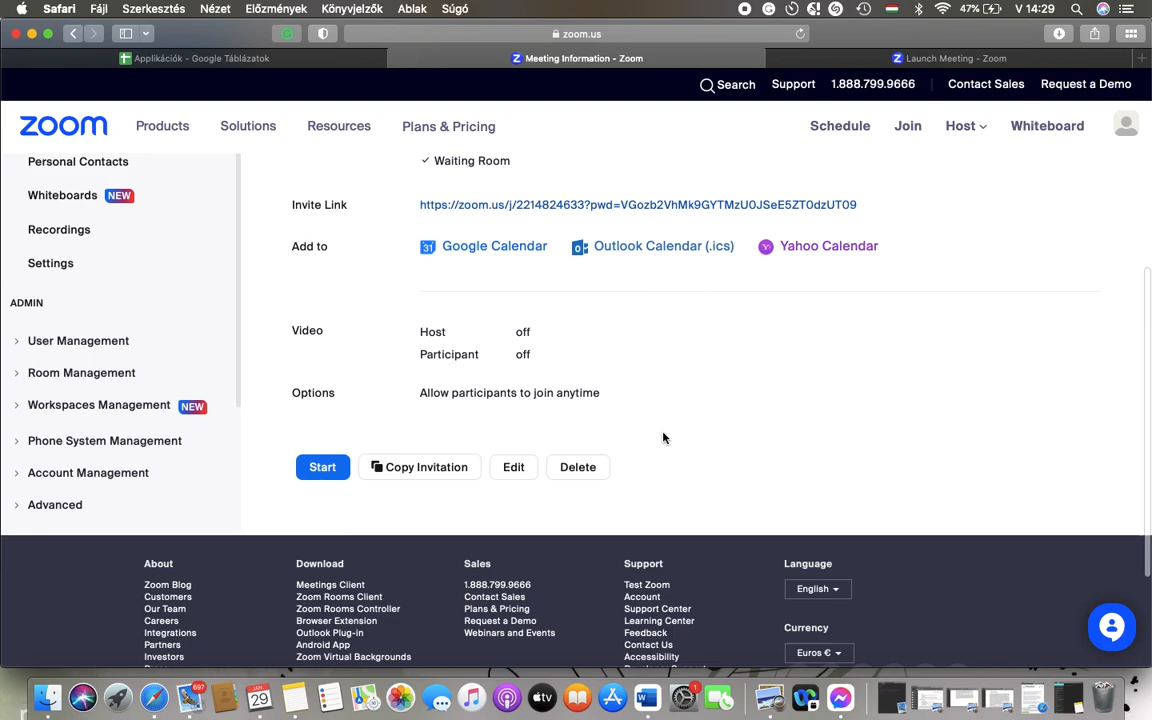 Safari Fájl Szerkesztés Nézet Előzmények Könyvjelzők Ablak Súgó 47% V 14:29
zoom.us
Applikációk - Google Táblázatok
Meeting Information - Zoom
Launch Meeting - Zoom
Search Support 1.888.799.9666 Contact Sales Request a Demo
zoom Products Solutions Resources Plans & Pricing Schedule Join Host Whiteboard
Personal Contacts
Whiteboards NEW
Recordings
Settings
ADMIN
User Management
Room Management
Workspaces Management NEW
Phone System Management
Account Management
Advanced
Waiting Room
Invite Link https://zoom.us/j/2214824633?pwd=VGozb2VhMk9GYTMzU0JSeE5ZT0dzUT09
Add to 31 Google Calendar Outlook Calendar (.ics) Yahoo Calendar
Video Host off
Participant off
Options Allow participants to join anytime
Start Copy Invitation Edit Delete
About
Zoom Blog
Customers
Our Team
Careers
Integrations
Partners
Investors
Download
Meetings Client
Zoom Rooms Client
Zoom Rooms Controller
Browser Extension
Outlook Plug-in
Android App
Zoom Virtual Backgrounds
Sales
1.888.799.9666
Contact Sales
Plans & Pricing
Request a Demo
Webinars and Events
Support
Test Zoom
Account
Support Center
Learning Center
Feedback
Contact Us
Accessibility
Language
English
Currency
Euros €
697
JAN
29
tv
W
1